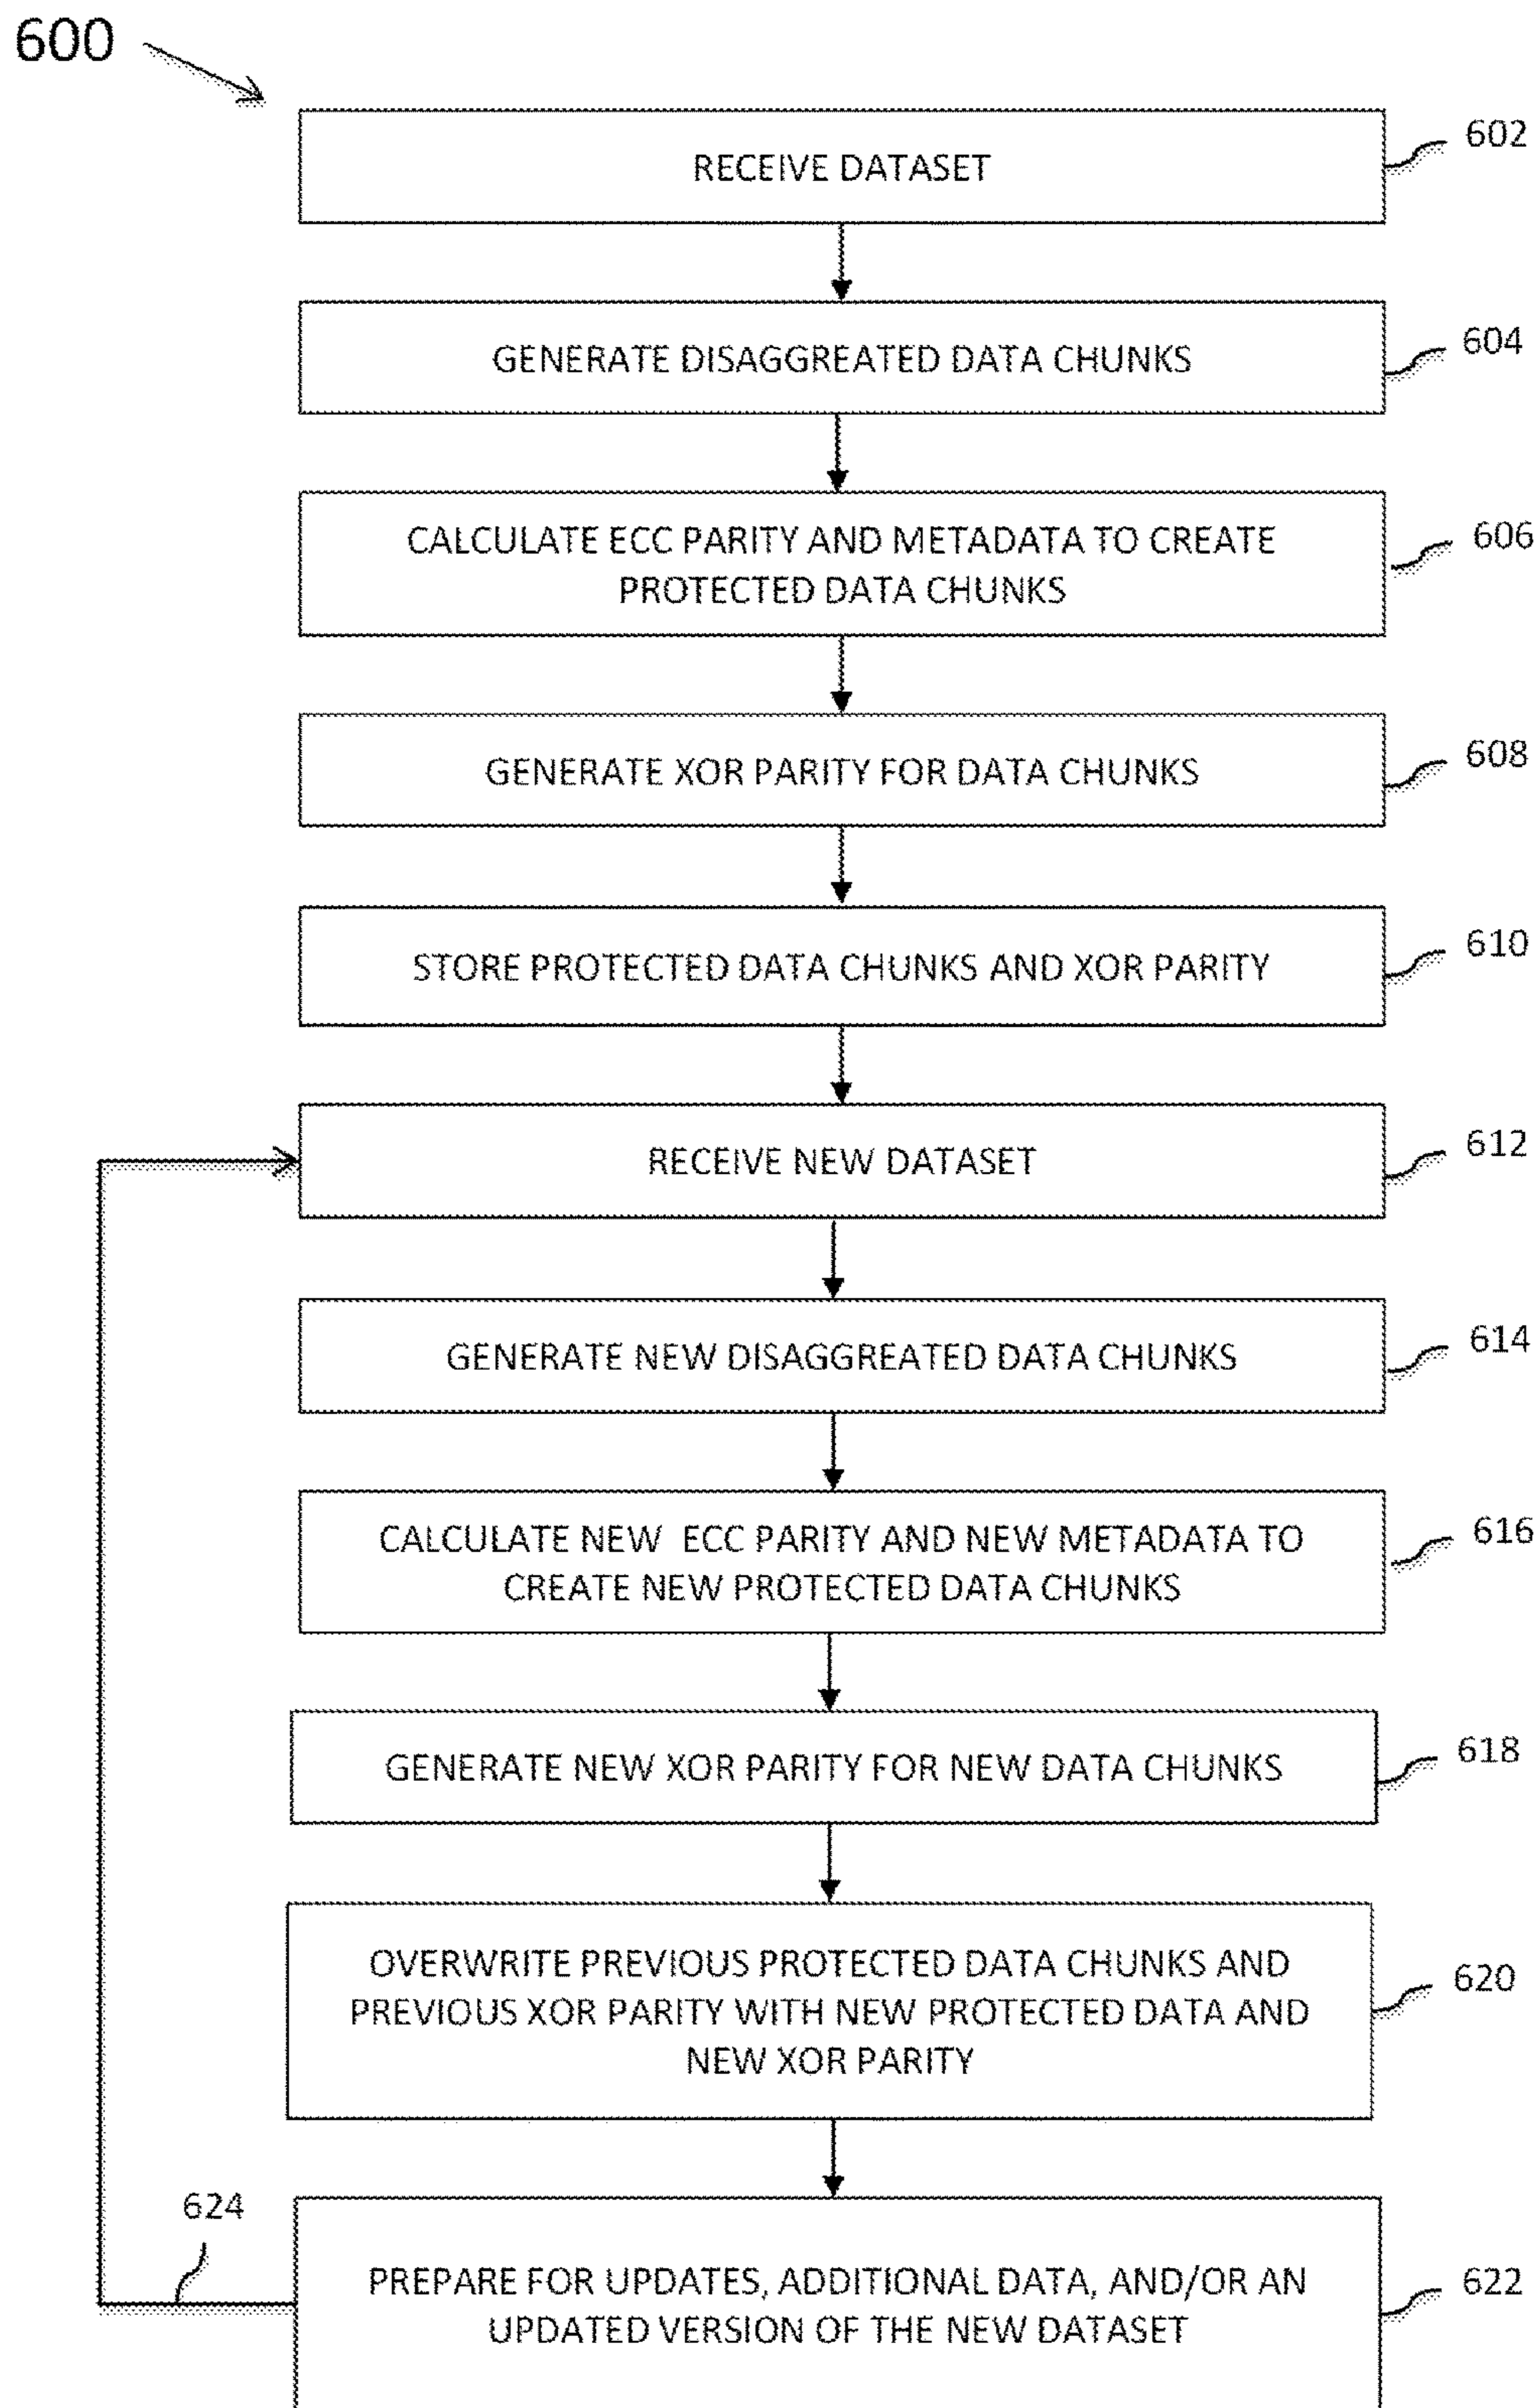 600
RECEIVE DATASET
602
GENERATE DISAGGREATED DATA CHUNKS
604
CALCULATE ECC PARITY AND METADATA TO CREATE
PROTECTED DATA CHUNKS
606
GENERATE XOR PARITY FOR DATA CHUNKS
608
STORE PROTECTED DATA CHUNKS AND XOR PARITY
610
RECEIVE NEW DATASET
612
GENERATE NEW DISAGGREATED DATA CHUNKS
614
CALCULATE NEW ECC PARITY AND NEW METADATA TO
CREATE NEW PROTECTED DATA CHUNKS
616
GENERATE NEW XOR PARITY FOR NEW DATA CHUNKS
618
OVERWRITE PREVIOUS PROTECTED DATA CHUNKS AND
PREVIOUS XOR PARITY WITH NEW PROTECTED DATA AND
NEW XOR PARITY
620
624
PREPARE FOR UPDATES, ADDITIONAL DATA, AND/OR AN
UPDATED VERSION OF THE NEW DATASET
622